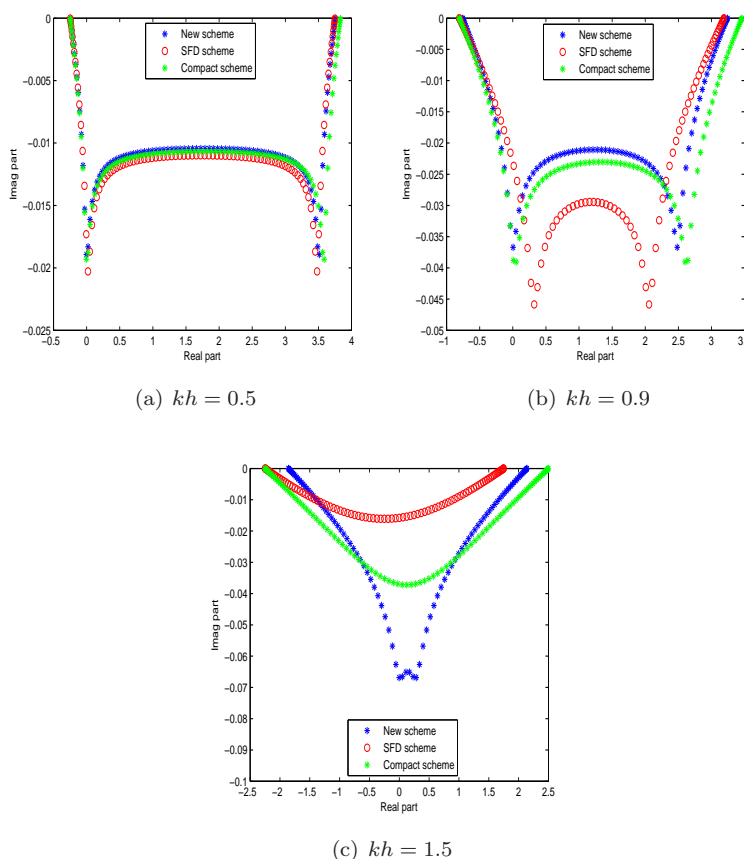 0
-0.005
-0.01
-0.015
-0.02
-0.025
Imag part
New scheme
SFD scheme
Compact scheme
-0.5 0 0.5 1 1.5 2 2.5 3 3.5 4
Real part
(a) kh = 0.5
0
-0.005
-0.01
-0.015
-0.02
-0.025
-0.03
-0.035
-0.04
-0.045
-0.05
Imag part
New scheme
SFD scheme
Compact scheme
-1 -0.5 0 0.5 1 1.5 2 2.5 3 3.5
Real part
(b) kh = 0.9
0
-0.01
-0.02
-0.03
-0.04
-0.05
-0.06
-0.07
-0.08
-0.09
-0.1
Imag part
New scheme
SFD scheme
Compact scheme
-2.5 -2 -1.5 -1 -0.5 0 0.5 1 1.5 2 2.5
Real part
(c) kh = 1.5